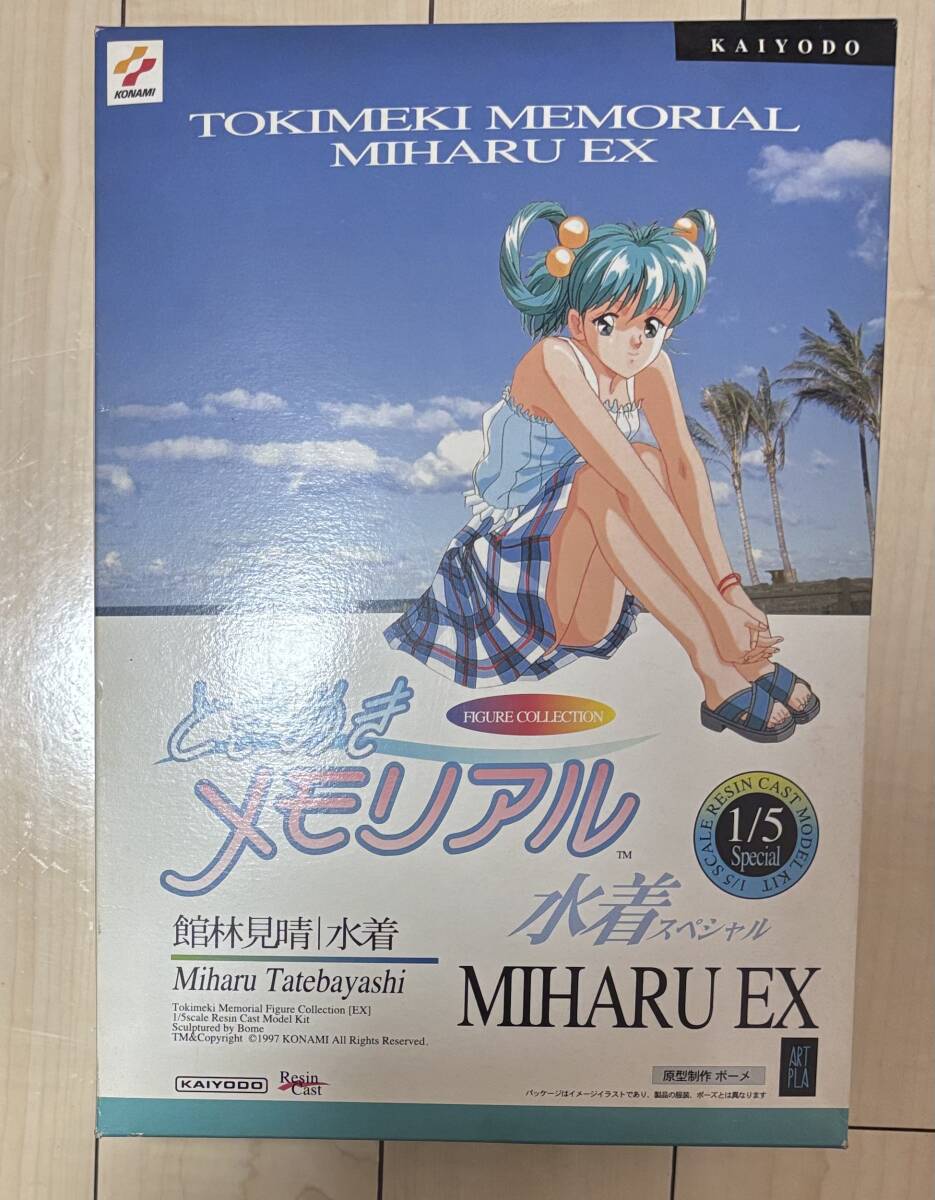 KONAMI
KAIYODO
TOKIMEKI MEMORIAL
MIHARU EX
ときめき
FIGURE COLLECTION
メモリアル
TM
1/5 SCALE RESIN CAST MODEL KIT
1/5
Special
水着スペシャル
館林見晴|水着
Miharu Tatebayashi
MIHARU EX
Tokimeki Memorial Figure Collection [EX]
1/5scale Resin Cast Model Kit
Sculptured by Bome
TM&Copyright ©1997 KONAMI All Rights Reserved.
KAIYODO
Resin
Cast
原型制作 ボーメ
ART
PLA
パッケージはイメージイラストであり、製品の服装、ポーズとは異なります